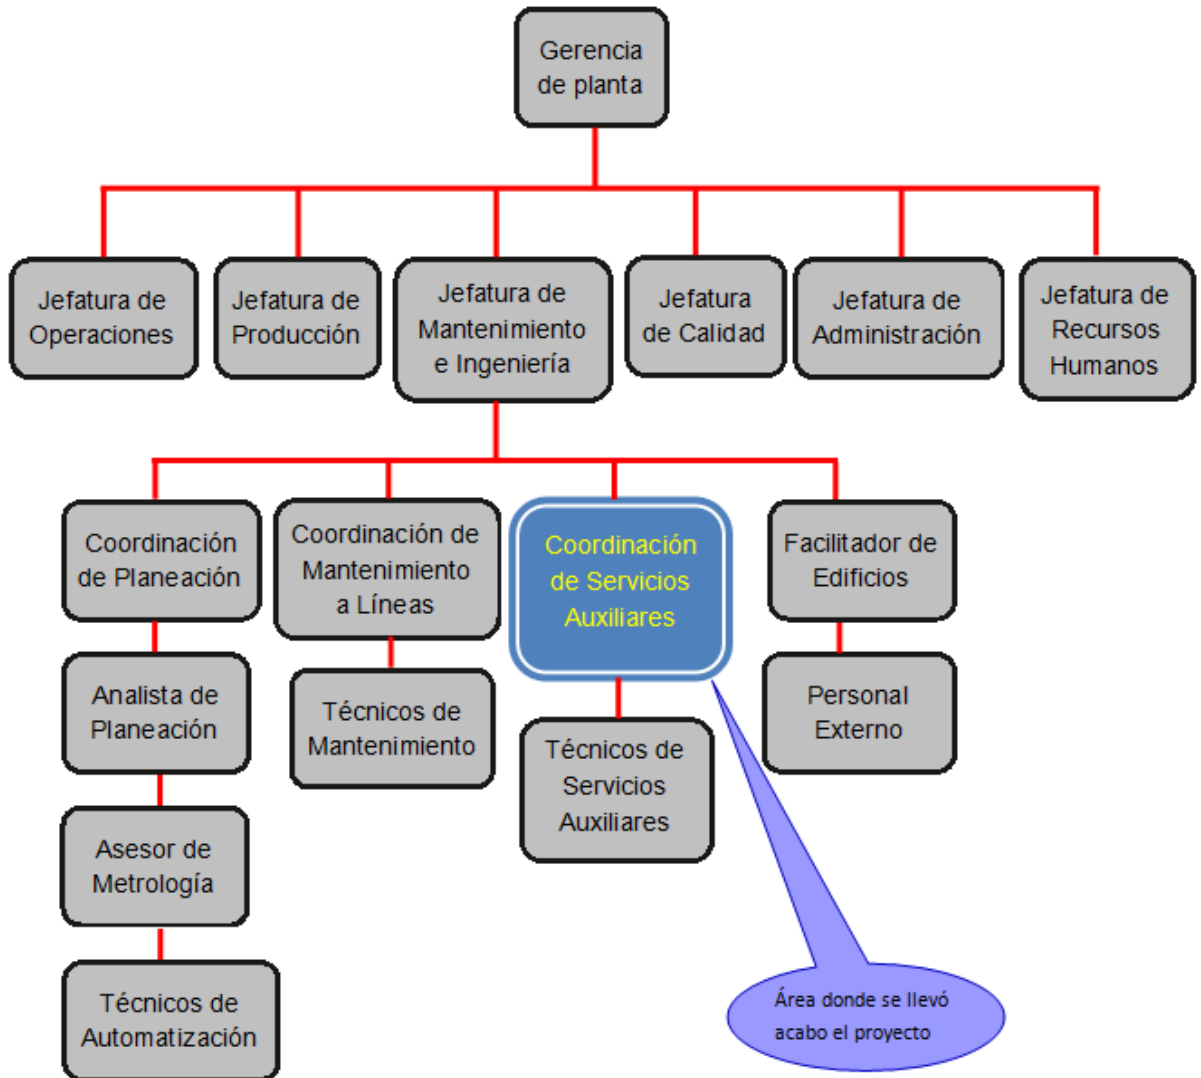 Gerencia
de planta
Jefatura de
Operaciones
Jefatura de
Producción
Jefatura de
Mantenimiento
e Ingeniería
Jefatura
de Calidad
Jefatura de
Administración
Jefatura de
Recursos
Humanos
Coordinación
de Planeación
Coordinación de
Mantenimiento
a Líneas
Coordinación
de Servicios
Auxiliares
Facilitador de
Edificios
Analista de
Planeación
Técnicos de
Mantenimiento
Técnicos de
Servicios
Auxiliares
Personal
Externo
Asesor de
Metrología
Técnicos de
Automatización
Área donde se llevó
acabo el proyecto